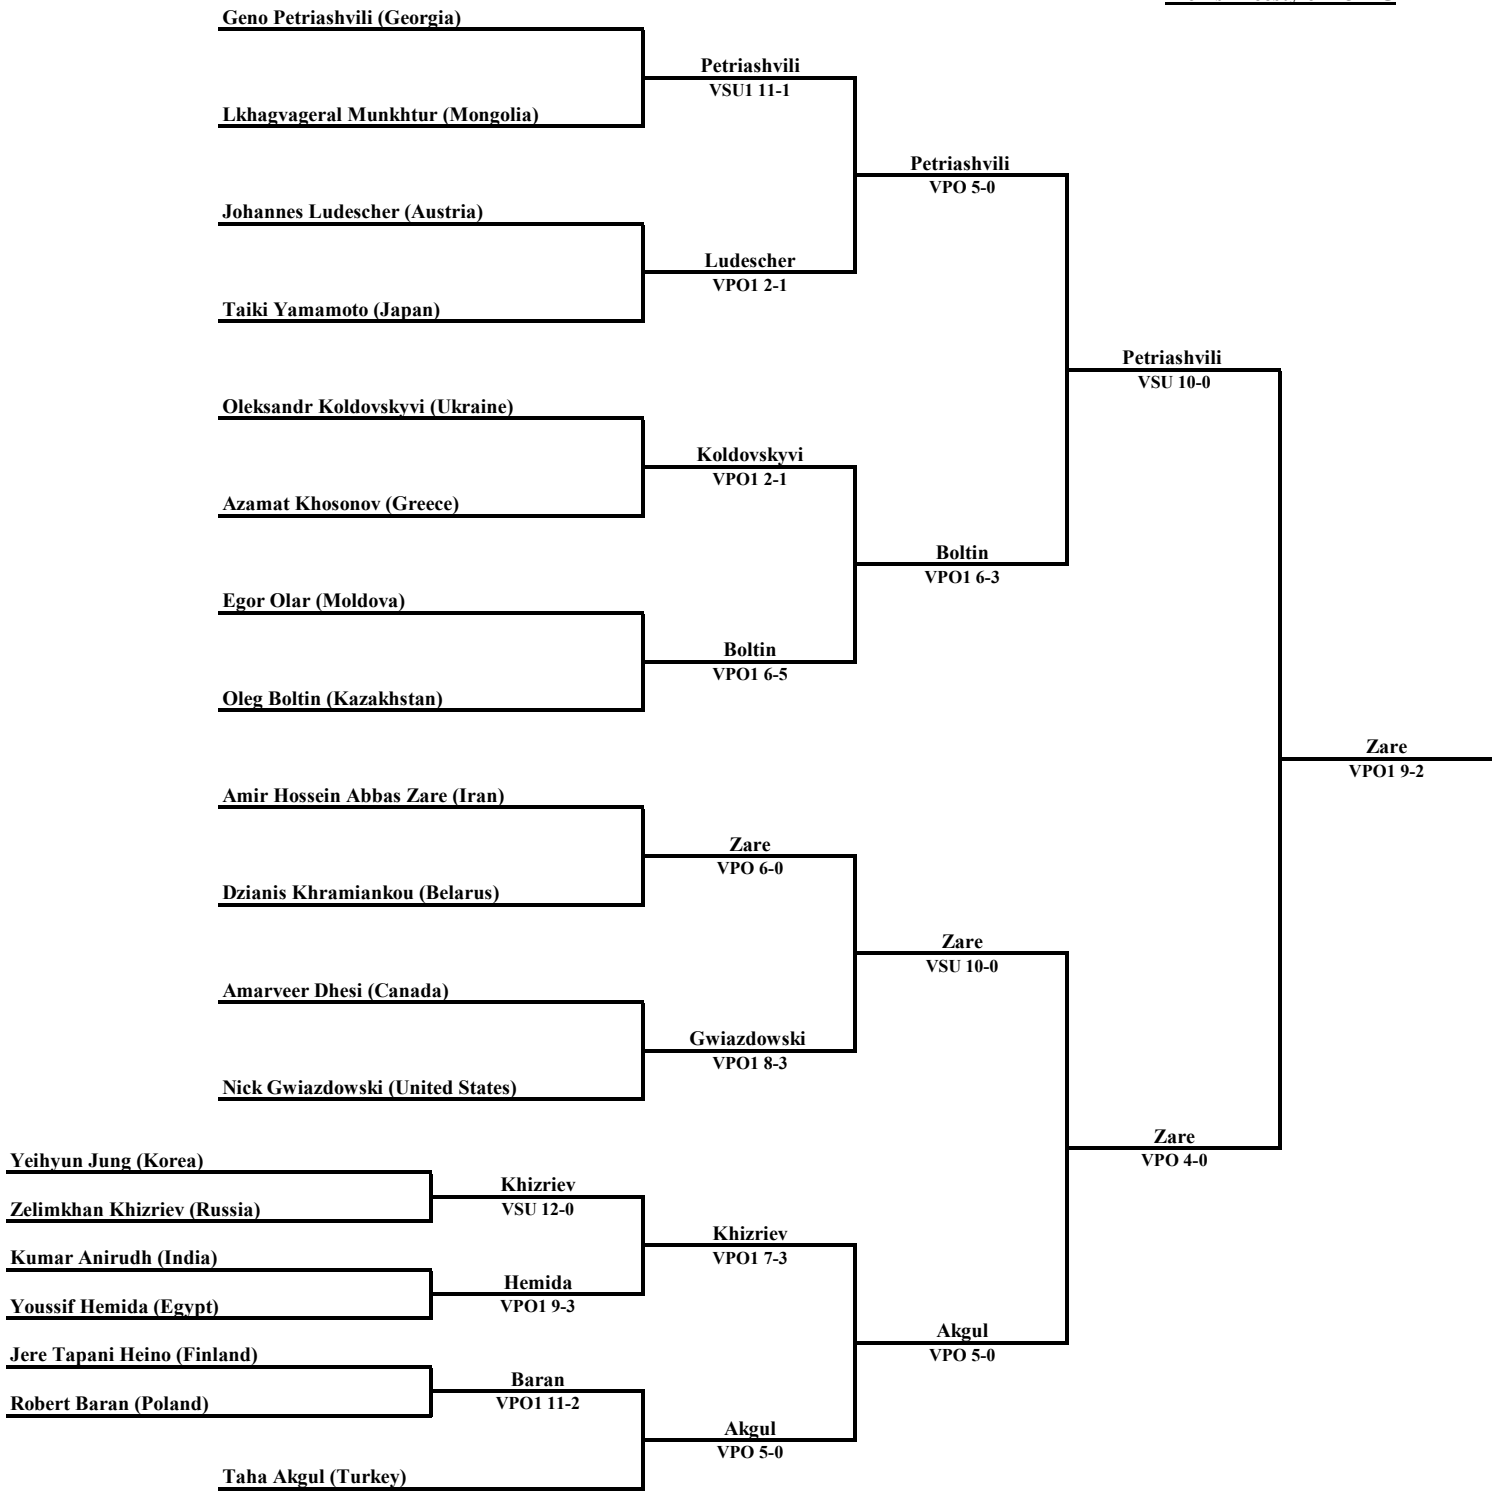 Geno Petriashvili (Georgia)
Petriashvili
VSU1 11-1
Lkhagvageral Munkhtur (Mongolia)
Petriashvili
VPO 5-0
Johannes Ludescher (Austria)
Ludescher
VPO1 2-1
Taiki Yamamoto (Japan)
Petriashvili
VSU 10-0
Oleksandr Koldovskyvi (Ukraine)
Koldovskyvi
VPO1 2-1
Azamat Khosonov (Greece)
Boltin
VPO1 6-3
Egor Olar (Moldova)
Boltin
VPO1 6-5
Oleg Boltin (Kazakhstan)
Zare
VPO1 9-2
Amir Hossein Abbas Zare (Iran)
Zare
VPO 6-0
Dzianis Khramiankou (Belarus)
Zare
VSU 10-0
Amarveer Dhesi (Canada)
Gwiazdowski
VPO1 8-3
Nick Gwiazdowski (United States)
Zare
VPO 4-0
Yeihyun Jung (Korea)
Khizriev
VSU 12-0
Zelimkhan Khizriev (Russia)
Khizriev
VPO1 7-3
Kumar Anirudh (India)
Hemida
VPO1 9-3
Youssif Hemida (Egypt)
Akgul
VPO 5-0
Jere Tapani Heino (Finland)
Baran
VPO1 11-2
Robert Baran (Poland)
Akgul
VPO 5-0
Taha Akgul (Turkey)